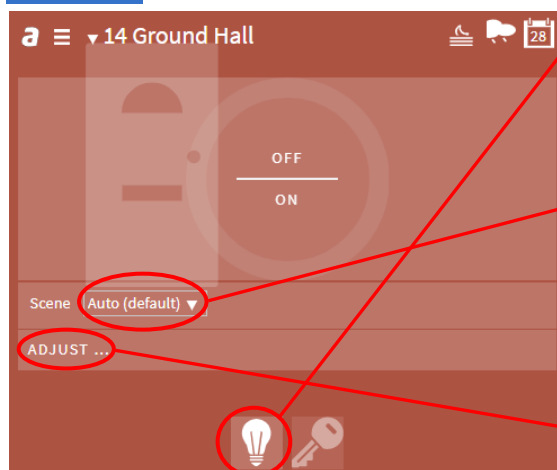 a ▼ 14 Ground Hall 28
OFF
ON
Scene Auto (default) ▼
ADJUST ...